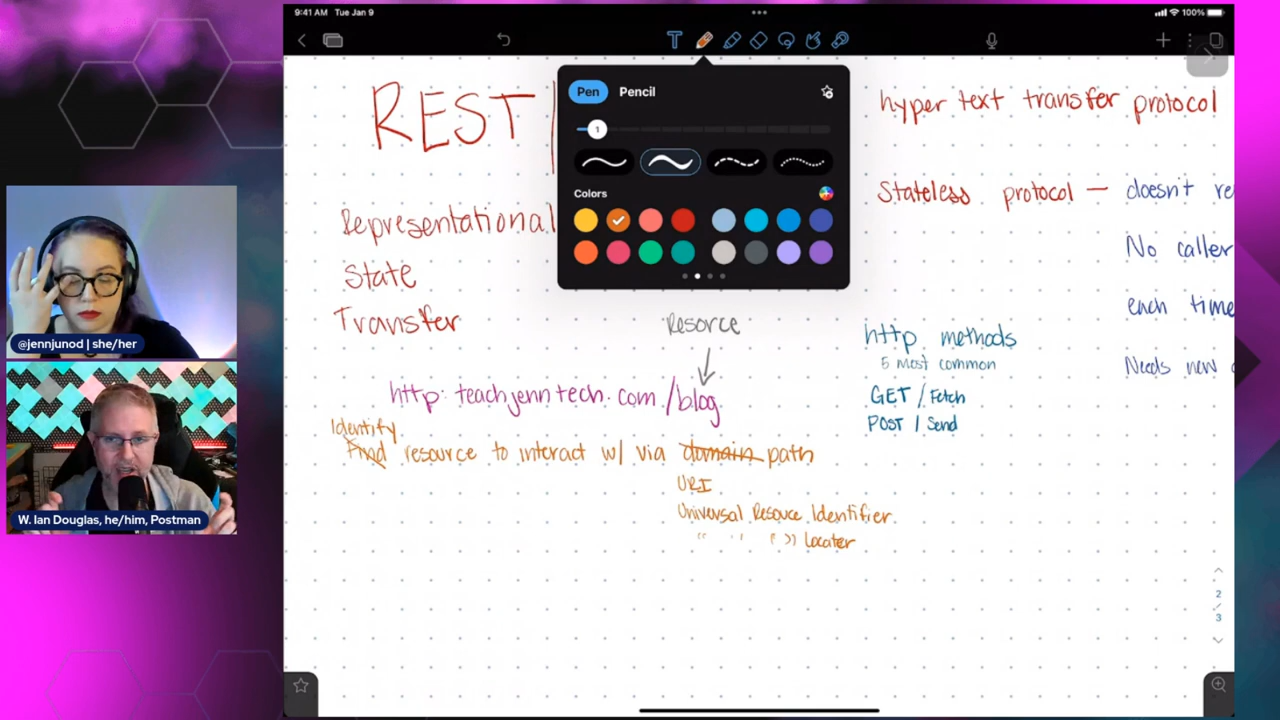 9:41 AM Tue Jan 9
100%
T
REST
Pen
Pencil
1
Colors
hyper text transfer protocol
Stateless protocol — doesn't re
Representational
State
Transfer
No caller
each time
Needs new
Resorce
http methods
5 most common
GET / Fetch
POST / Send
http: teachjenntech.com/blog
Identify
Find resource to interact w/ via domain path
URI
Universal Resource Identifier
" " Locater
2
3
@jennjunod | she/her
W. Ian Douglas, he/him, Postman